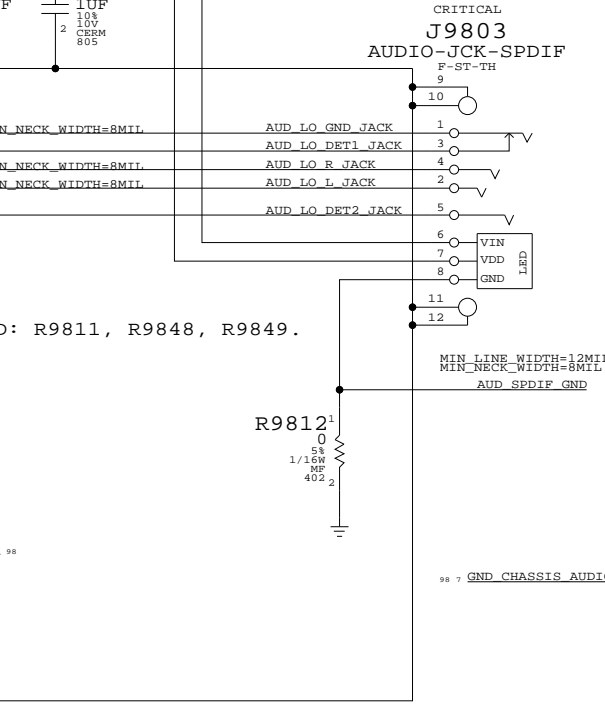 1UF
10%
10V
CERM
805
2
CRITICAL
J9803
AUDIO-JCK-SPDIF
F-ST-TH
9
10
N_NECK_WIDTH=8MIL
AUD_LO_GND_JACK
1
AUD_LO_DET1_JACK
3
N_NECK_WIDTH=8MIL
AUD_LO_R_JACK
4
N_NECK_WIDTH=8MIL
AUD_LO_L_JACK
2
AUD_LO_DET2_JACK
5
6
VIN
7
VDD
8
GND
LED
11
12
D: R9811, R9848, R9849.
MIN_LINE_WIDTH=12MIL
MIN_NECK_WIDTH=8MIL
AUD_SPDIF_GND
R9812
1
0
5%
1/16W
MF
402
2
98
98 7 GND_CHASSIS_AUDIO